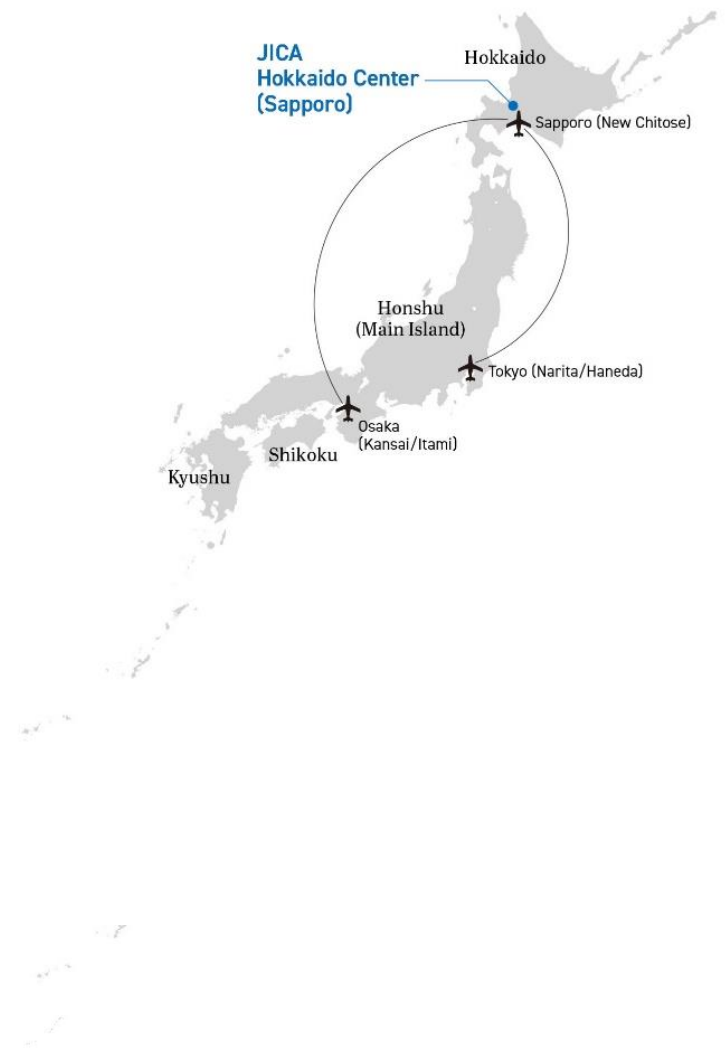 JICA
Hokkaido Center
(Sapporo)
Hokkaido
Sapporo (New Chitose)
Honshu
(Main Island)
Tokyo (Narita/Haneda)
Osaka
(Kansai/Itami)
Shikoku
Kyushu